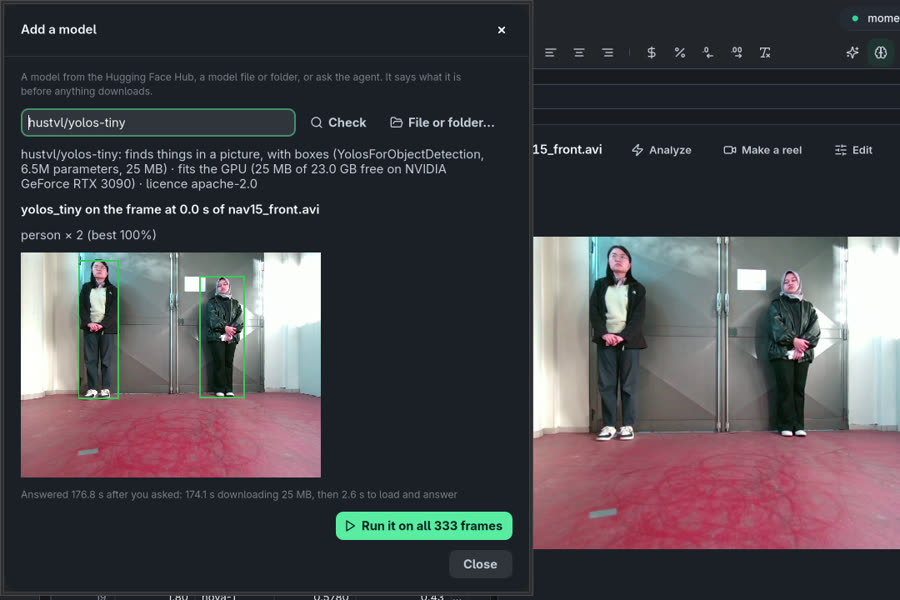 Add a model
×
mome
$ % .0 .00
A model from the Hugging Face Hub, a model file or folder, or ask the agent. It says what it is
before anything downloads.
hustvl/yolos-tiny
Check
File or folder...
hustvl/yolos-tiny: finds things in a picture, with boxes (YolosForObjectDetection,
6.5M parameters, 25 MB) · fits the GPU (25 MB of 23.0 GB free on NVIDIA
GeForce RTX 3090) · licence apache-2.0
15_front.avi
Analyze
Make a reel
Edit
yolos_tiny on the frame at 0.0 s of nav15_front.avi
person × 2 (best 100%)
Answered 176.8 s after you asked: 174.1 s downloading 25 MB, then 2.6 s to load and answer
Run it on all 333 frames
Close